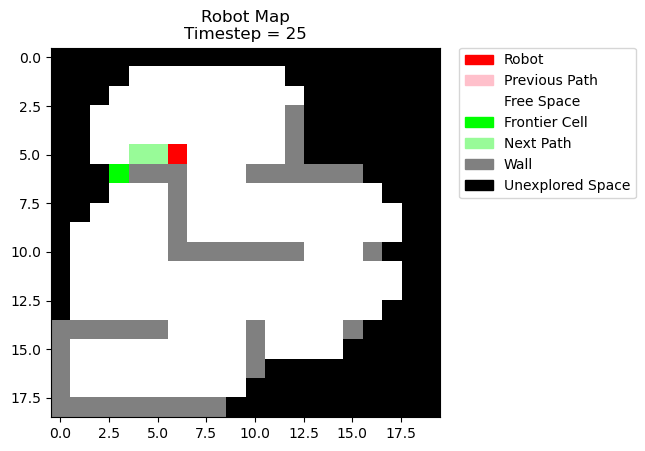 Robot Map
Timestep = 25
0.0
2.5
5.0
7.5
10.0
12.5
15.0
17.5
0.0
2.5
5.0
7.5
10.0
12.5
15.0
17.5
Robot
Previous Path
Free Space
Frontier Cell
Next Path
Wall
Unexplored Space